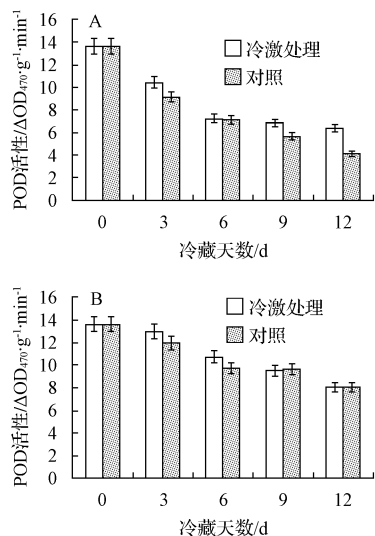 A
POD活性/ΔOD₄₇₀·g⁻¹·min⁻¹
16
14
12
10
8
6
4
2
0
冷激处理
对照
0 3 6 9 12
冷藏天数/d
B
POD活性/ΔOD₄₇₀·g⁻¹·min⁻¹
16
14
12
10
8
6
4
2
0
冷激处理
对照
0 3 6 9 12
冷藏天数/d